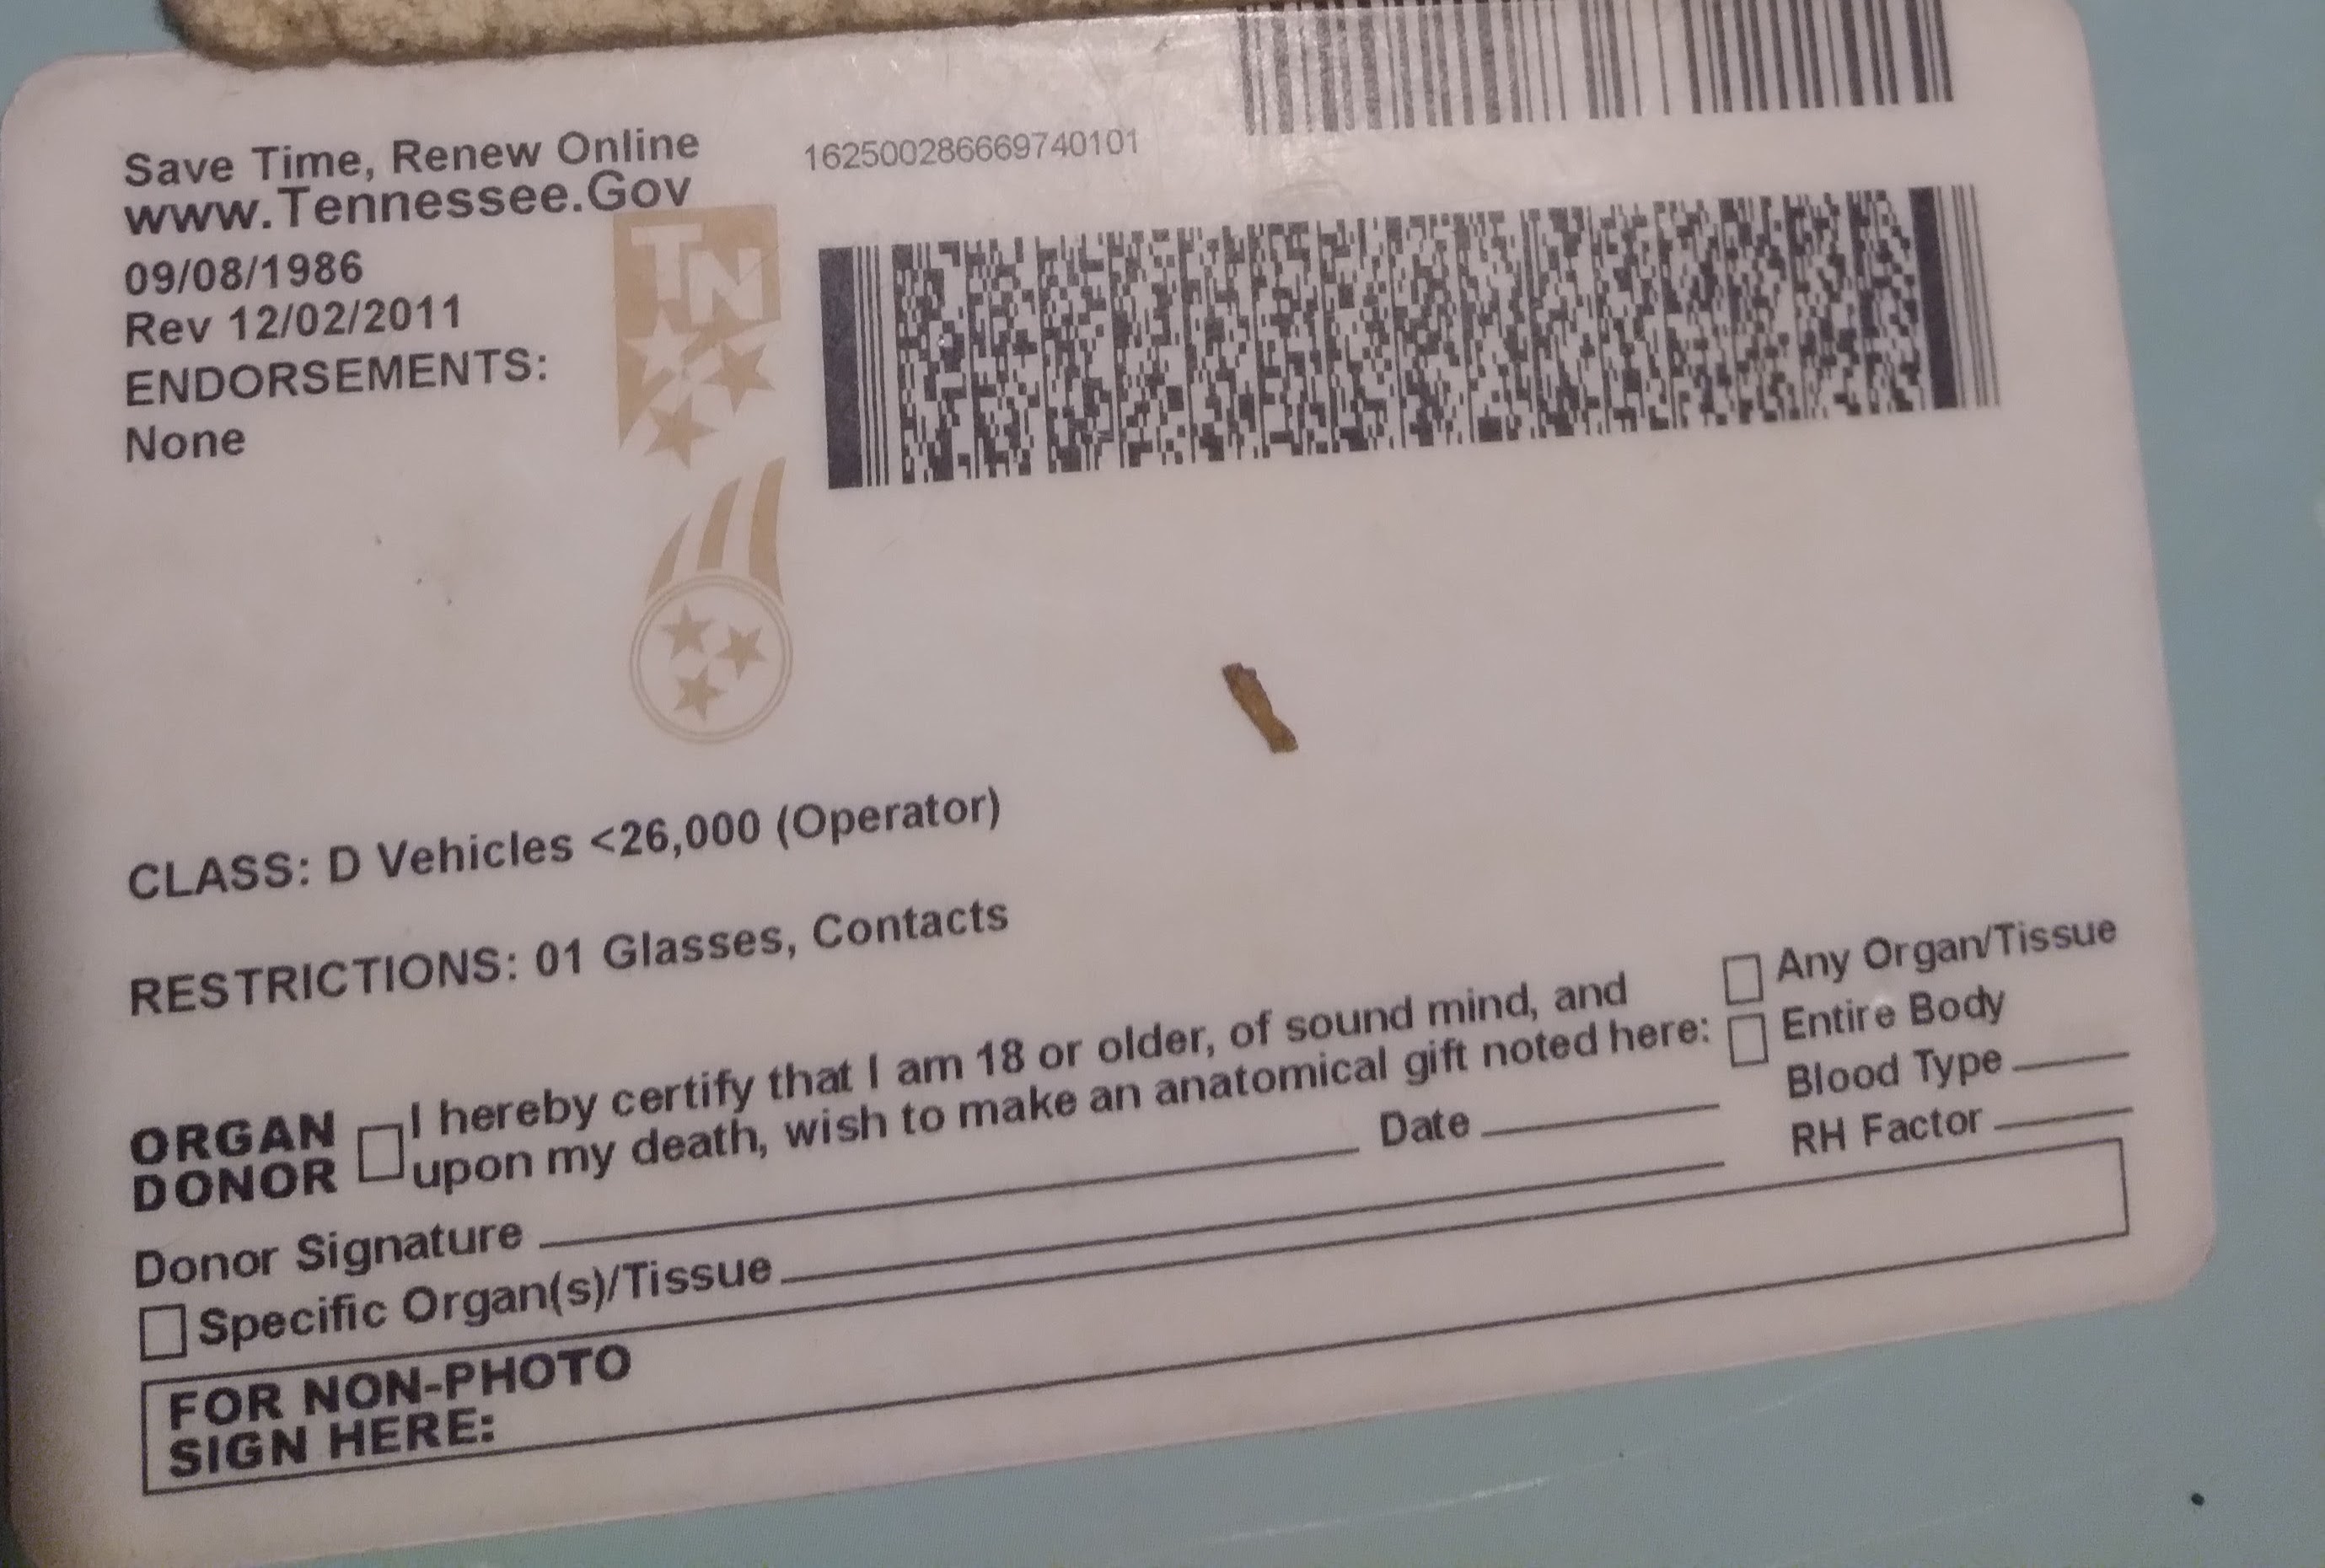 Save Time, Renew Online
www.Tennessee.Gov
162500286669740101
09/08/1986
Rev 12/02/2011
ENDORSEMENTS:
None
TN
CLASS: D Vehicles <26,000 (Operator)
RESTRICTIONS: 01 Glasses, Contacts
ORGAN
DONOR
I hereby certify that I am 18 or older, of sound mind, and
upon my death, wish to make an anatomical gift noted here:
Any Organ/Tissue
Entire Body
Blood Type
RH Factor
Donor Signature
Date
Specific Organ(s)/Tissue
FOR NON-PHOTO
SIGN HERE: